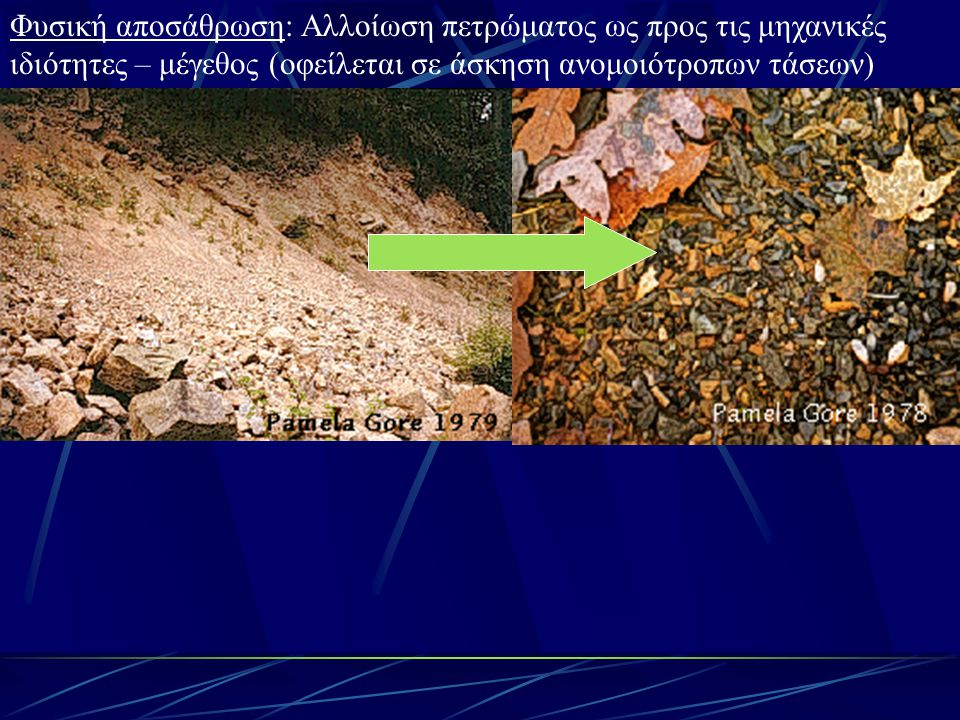 Φυσική αποσάθρωση: Αλλοίωση πετρώματος ως προς τις μηχανικές
ιδιότητες – μέγεθος (οφείλεται σε άσκηση ανομοιότροπων τάσεων)
Pamela Gore 1979
Pamela Gore 1978